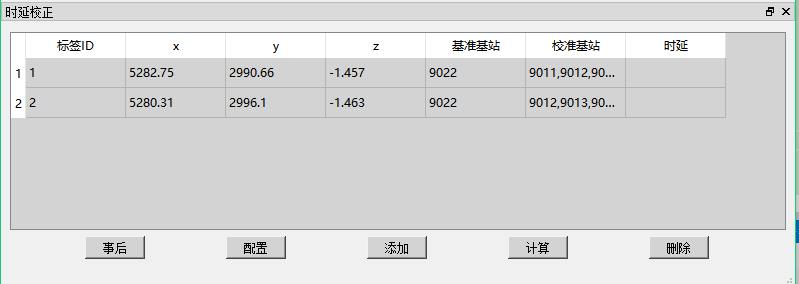 时延校正
标签ID x y z 基准基站 校准基站 时延
1 1 5282.75 2990.66 -1.457 9022 9011,9012,90...
2 2 5280.31 2996.1 -1.463 9022 9012,9013,90...
事后 配置 添加 计算 删除